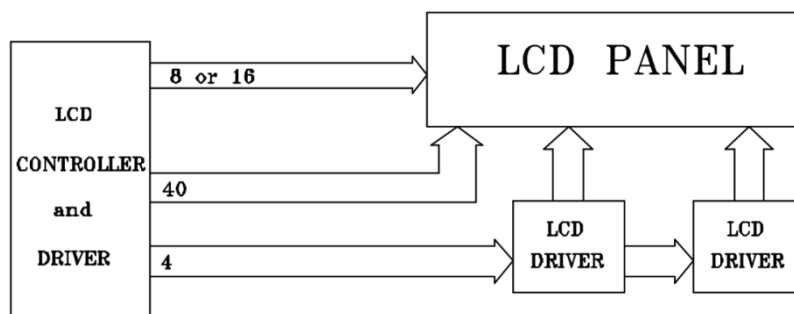 LCD PANEL
8 or 16
LCD
CONTROLLER
and
DRIVER
40
4
LCD
DRIVER
LCD
DRIVER